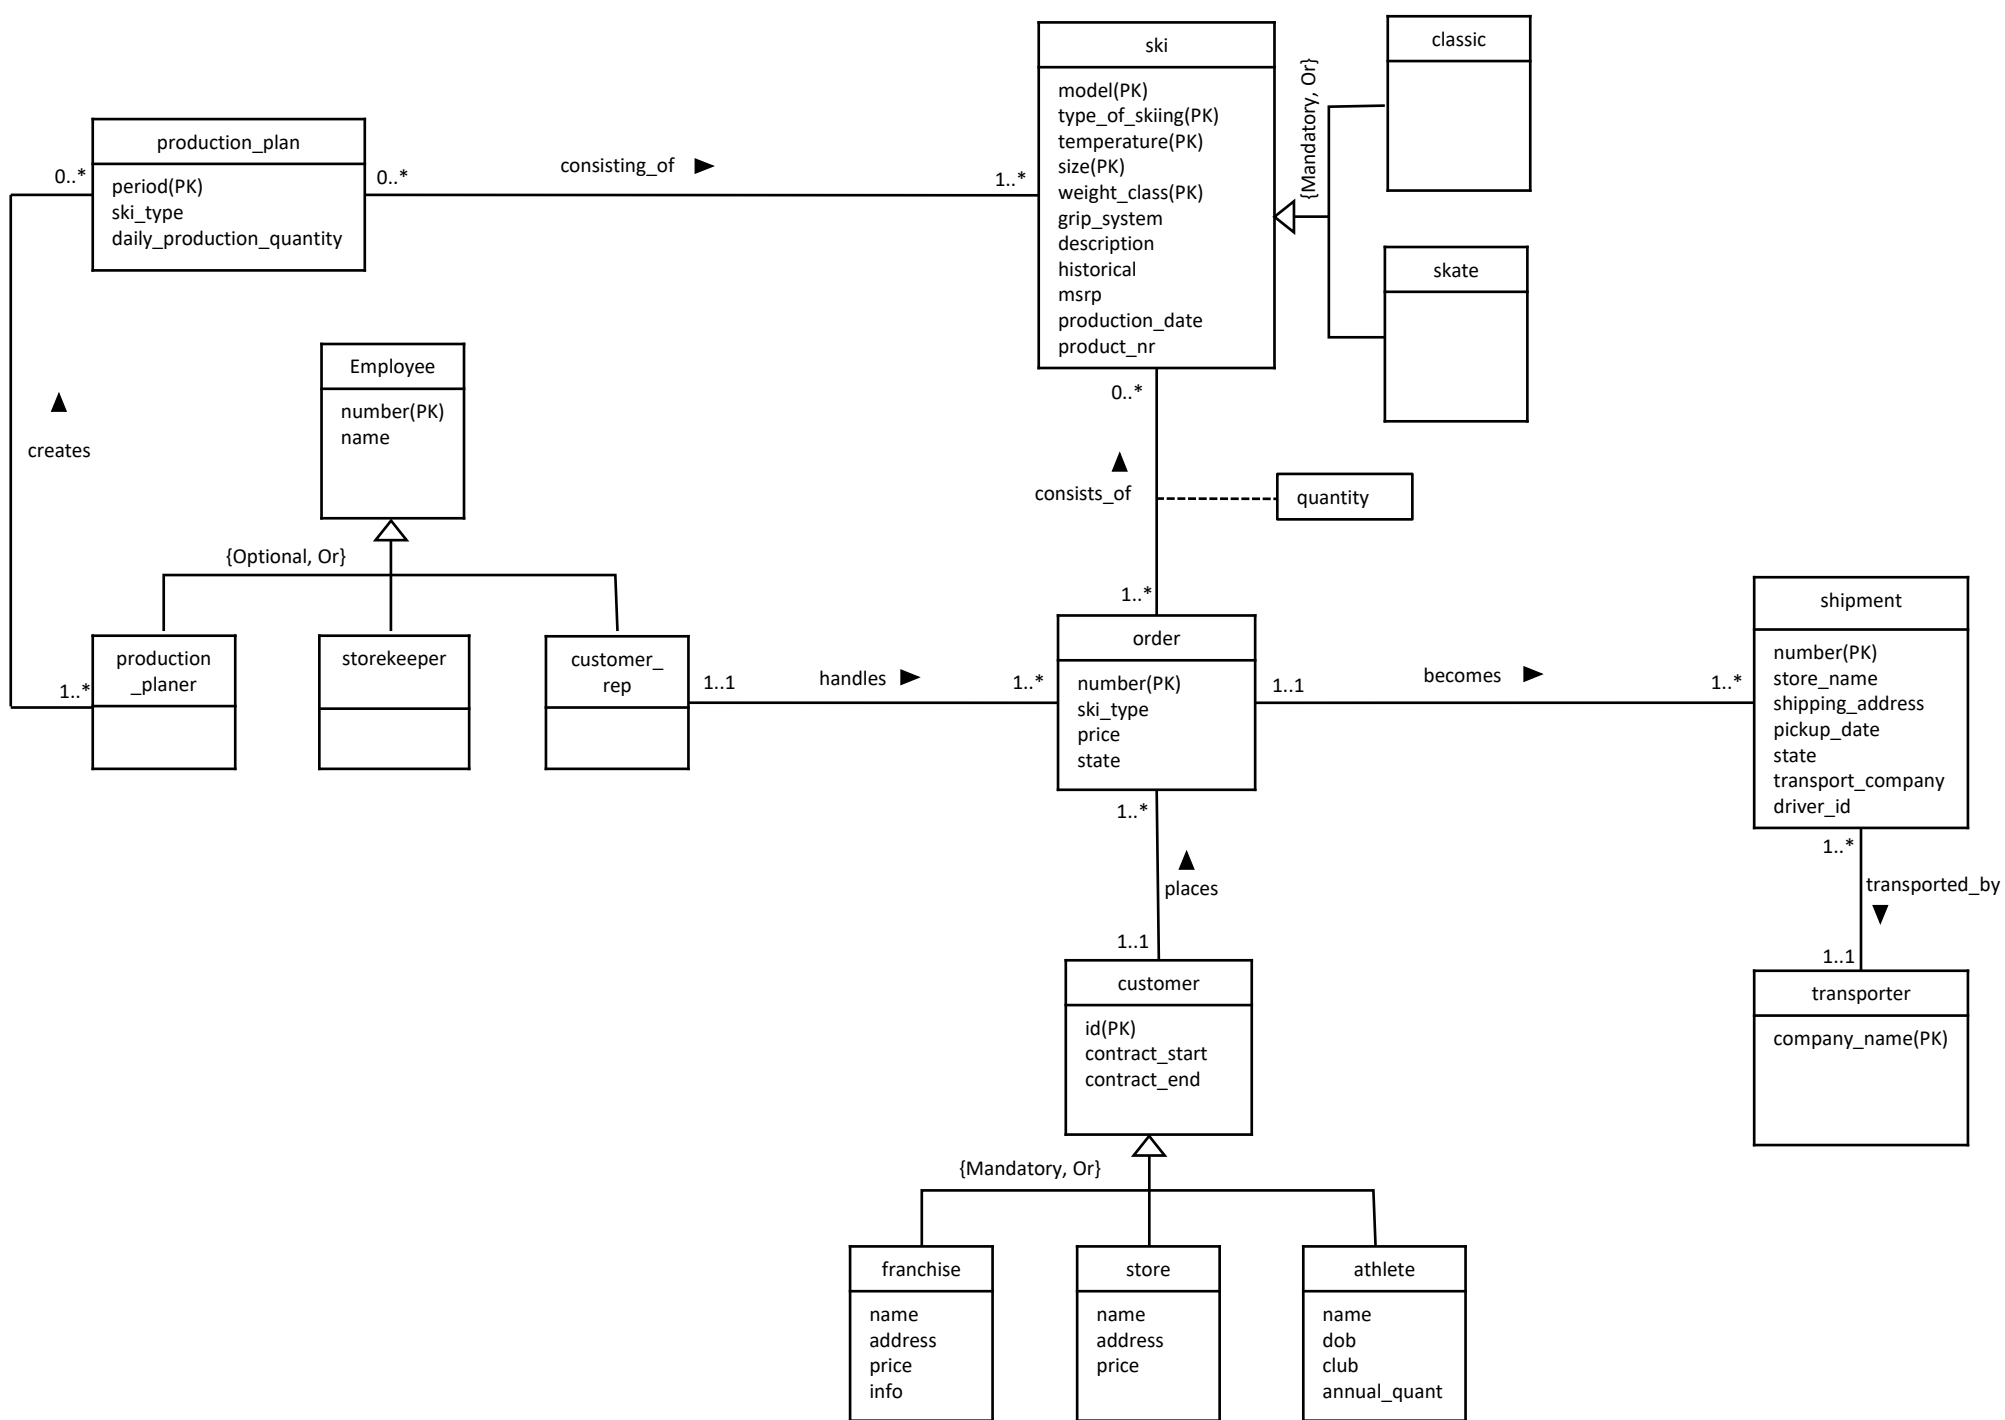 ski
model(PK)
type_of_skiing(PK)
temperature(PK)
size(PK)
weight_class(PK)
grip_system
description
historical
msrp
production_date
product_nr
{Mandatory, Or}
classic
skate
production_plan
period(PK)
ski_type
daily_production_quantity
0..*
0..*
consisting_of
1..*
creates
1..*
Employee
number(PK)
name
{Optional, Or}
production
_planer
storekeeper
customer_
rep
1..1
handles
1..*
0..*
consists_of
quantity
1..*
order
number(PK)
ski_type
price
state
1..1
becomes
1..*
shipment
number(PK)
store_name
shipping_address
pickup_date
state
transport_company
driver_id
1..*
transported_by
1..1
transporter
company_name(PK)
1..*
places
1..1
customer
id(PK)
contract_start
contract_end
{Mandatory, Or}
franchise
name
address
price
info
store
name
address
price
athlete
name
dob
club
annual_quant